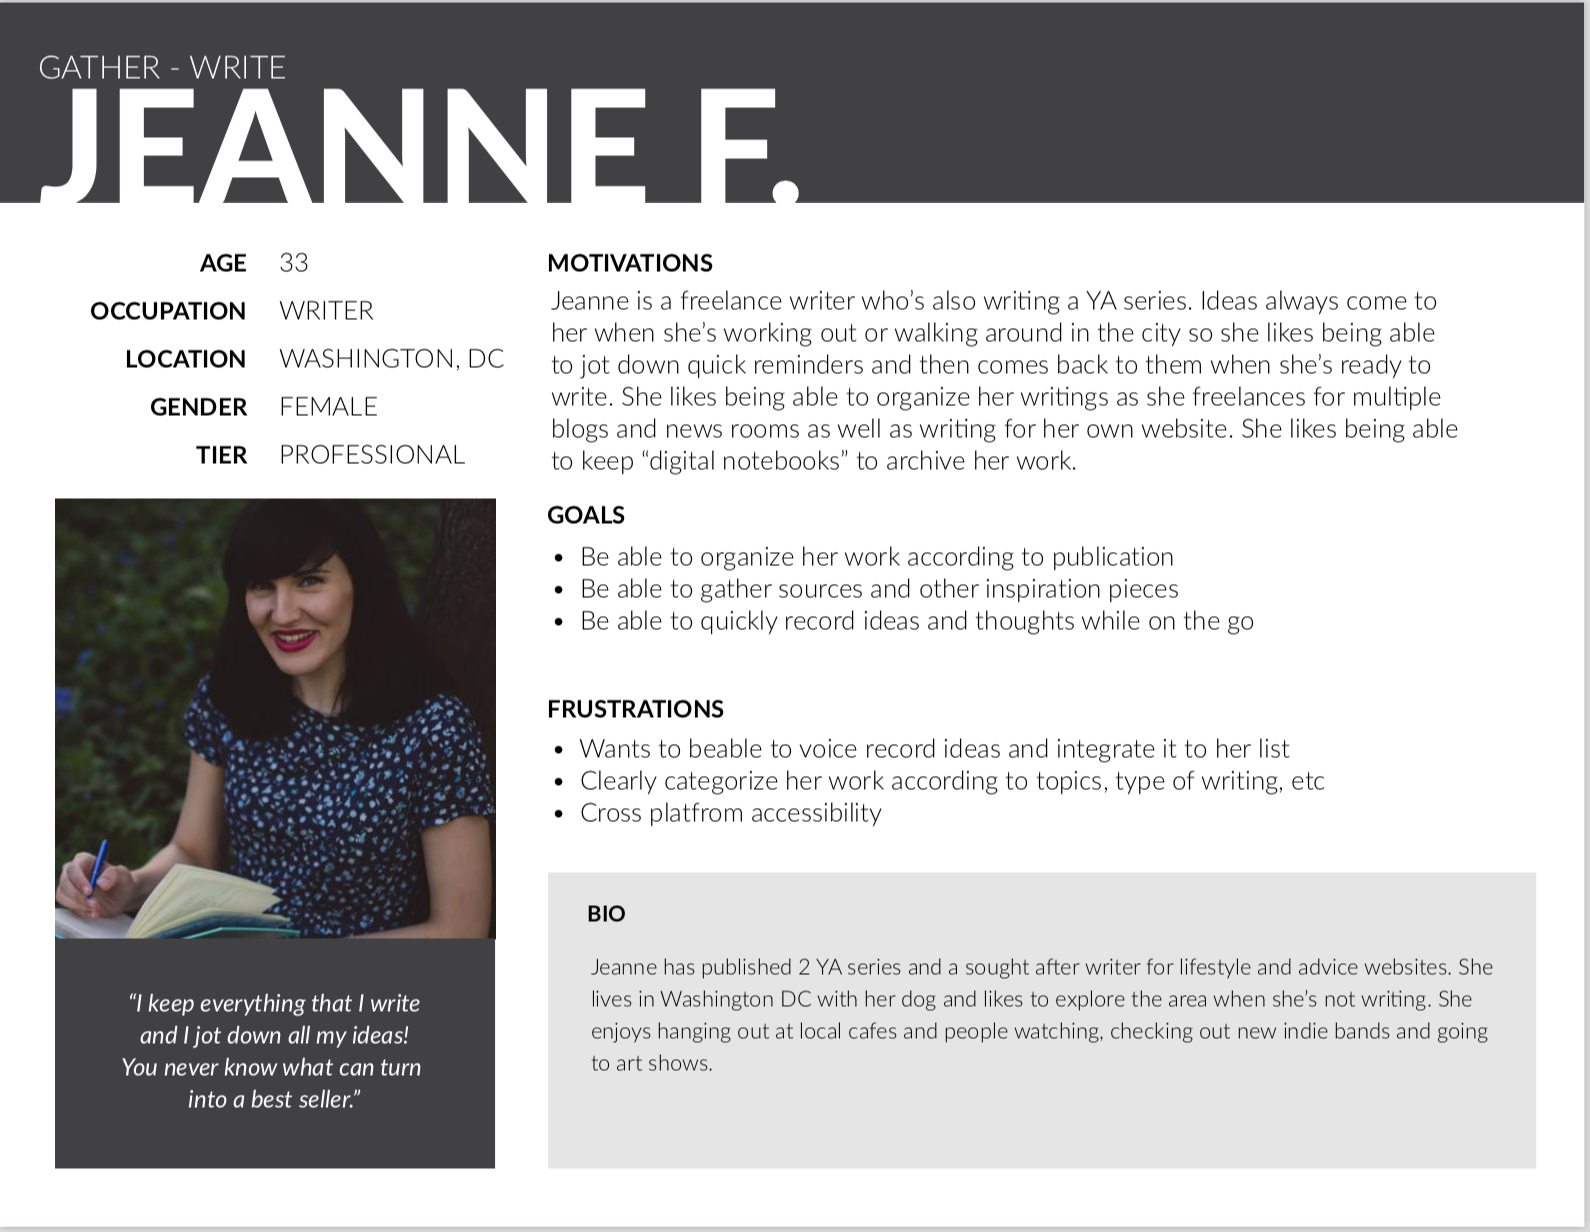 GATHER - WRITE
JEANNE F.
AGE 33
OCCUPATION WRITER
LOCATION WASHINGTON, DC
GENDER FEMALE
TIER PROFESSIONAL
“I keep everything that I write
and I jot down all my ideas!
You never know what can turn
into a best seller.”
MOTIVATIONS
Jeanne is a freelance writer who’s also writing a YA series. Ideas always come to
her when she’s working out or walking around in the city so she likes being able
to jot down quick reminders and then comes back to them when she’s ready to
write. She likes being able to organize her writings as she freelances for multiple
blogs and news rooms as well as writing for her own website. She likes being able
to keep “digital notebooks” to archive her work.
GOALS
• Be able to organize her work according to publication
• Be able to gather sources and other inspiration pieces
• Be able to quickly record ideas and thoughts while on the go
FRUSTRATIONS
• Wants to beable to voice record ideas and integrate it to her list
• Clearly categorize her work according to topics, type of writing, etc
• Cross platfrom accessibility
BIO
Jeanne has published 2 YA series and a sought after writer for lifestyle and advice websites. She
lives in Washington DC with her dog and likes to explore the area when she’s not writing. She
enjoys hanging out at local cafes and people watching, checking out new indie bands and going
to art shows.